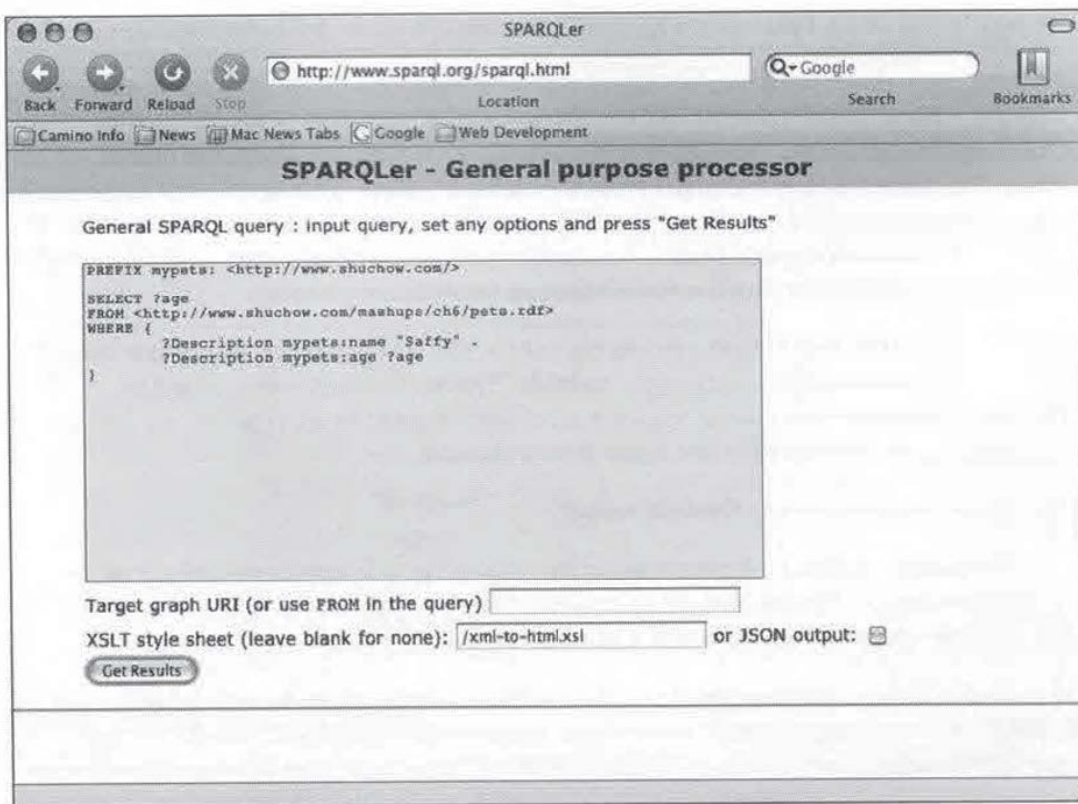 SPARQLer
http://www.sparql.org/sparql.html
Google
Back Forward Reload Stop Location Search Bookmarks
Camino Info News Mac News Tabs Google Web Development
SPARQLer - General purpose processor
General SPARQL query : input query, set any options and press "Get Results"
PREFIX mypets: <http://www.shuchow.com/>
SELECT ?age
FROM <http://www.shuchow.com/mashups/ch6/pets.rdf>
WHERE {
?Description mypets:name "Saffy" .
?Description mypets:age ?age
}
Target graph URI (or use FROM in the query)
XSLT style sheet (leave blank for none): /xml-to-html.xsl or JSON output:
Get Results